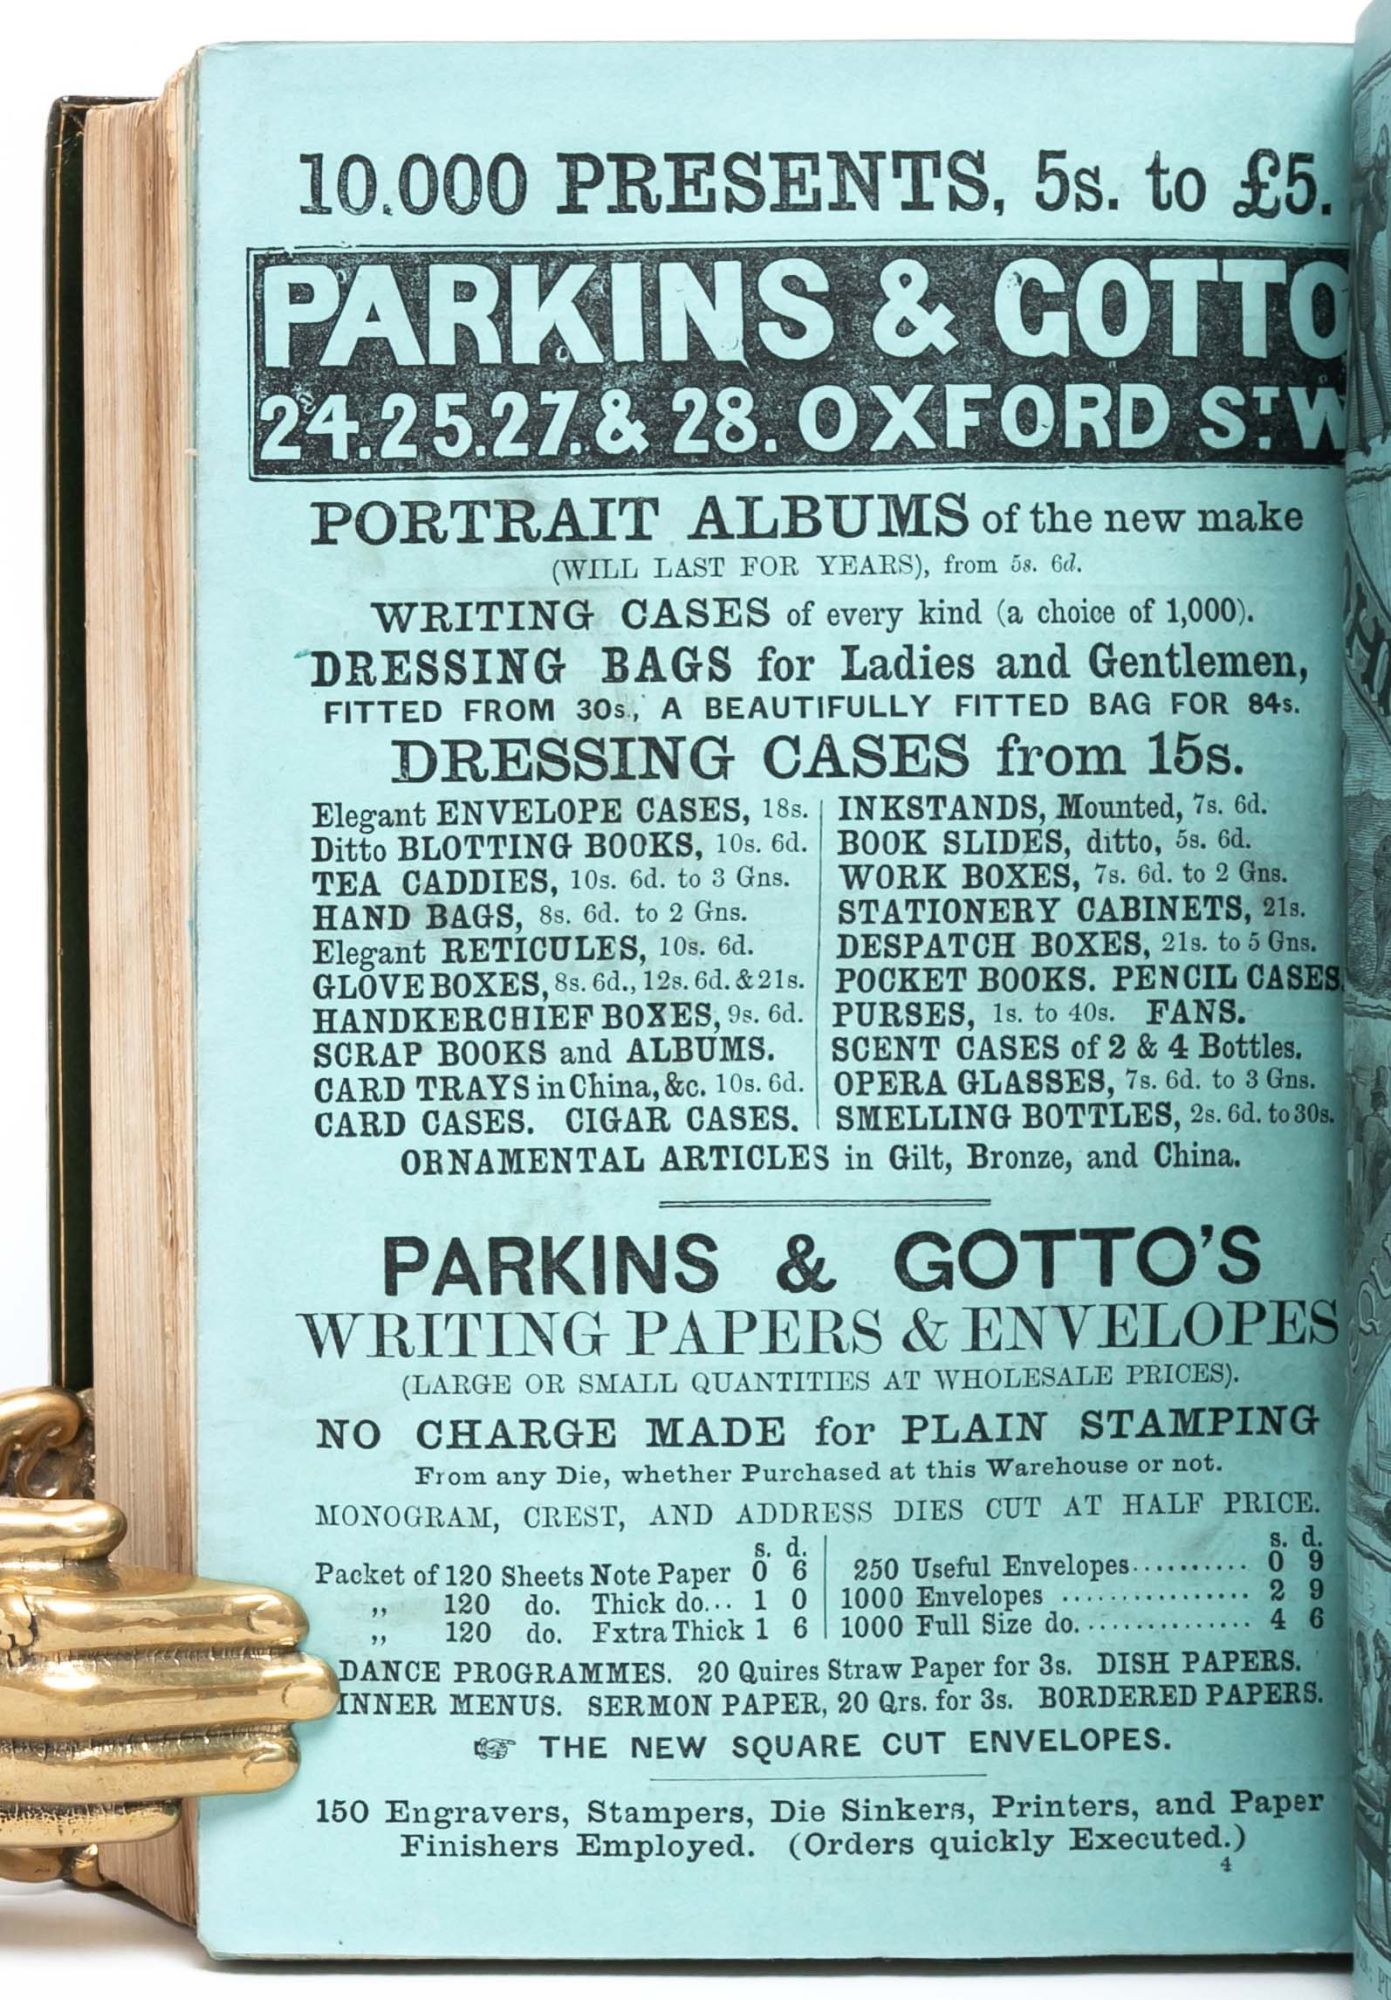 10,000 PRESENTS, 5s. to £5.
PARKINS & GOTTO
24.25.27.& 28. OXFORD ST. W
PORTRAIT ALBUMS of the new make
(WILL LAST FOR YEARS), from 5s. 6d.
WRITING CASES of every kind (a choice of 1,000).
DRESSING BAGS for Ladies and Gentlemen,
FITTED FROM 30s., A BEAUTIFULLY FITTED BAG FOR 84s.
DRESSING CASES from 15s.
Elegant ENVELOPE CASES, 18s.
Ditto BLOTTING BOOKS, 10s. 6d.
TEA CADDIES, 10s. 6d. to 3 Gns.
HAND BAGS, 8s. 6d. to 2 Gns.
Elegant RETICULES, 10s. 6d.
GLOVE BOXES, 8s. 6d., 12s. 6d. & 21s.
HANDKERCHIEF BOXES, 9s. 6d.
SCRAP BOOKS and ALBUMS.
CARD TRAYS in China, &c. 10s. 6d.
CARD CASES. CIGAR CASES.
INKSTANDS, Mounted, 7s. 6d.
BOOK SLIDES, ditto, 5s. 6d.
WORK BOXES, 7s. 6d. to 2 Gns.
STATIONERY CABINETS, 21s.
DESPATCH BOXES, 21s. to 5 Gns.
POCKET BOOKS. PENCIL CASES.
PURSES, 1s. to 40s. FANS.
SCENT CASES of 2 & 4 Bottles.
OPERA GLASSES, 7s. 6d. to 3 Gns.
SMELLING BOTTLES, 2s. 6d. to 30s.
ORNAMENTAL ARTICLES in Gilt, Bronze, and China.
PARKINS & GOTTO'S
WRITING PAPERS & ENVELOPES
(LARGE OR SMALL QUANTITIES AT WHOLESALE PRICES).
NO CHARGE MADE for PLAIN STAMPING
From any Die, whether Purchased at this Warehouse or not.
MONOGRAM, CREST, AND ADDRESS DIES CUT AT HALF PRICE.
s. d.
Packet of 120 Sheets Note Paper 0 6
,, 120 do. Thick do... 1 0
,, 120 do. Fxtra Thick 1 6
s. d.
250 Useful Envelopes.......... 0 9
1000 Envelopes ................ 2 9
1000 Full Size do. .............. 4 6
DANCE PROGRAMMES. 20 Quires Straw Paper for 3s. DISH PAPERS.
INNER MENUS. SERMON PAPER, 20 Qrs. for 3s. BORDERED PAPERS.
☞ THE NEW SQUARE CUT ENVELOPES.
150 Engravers, Stampers, Die Sinkers, Printers, and Paper
Finishers Employed. (Orders quickly Executed.)
4